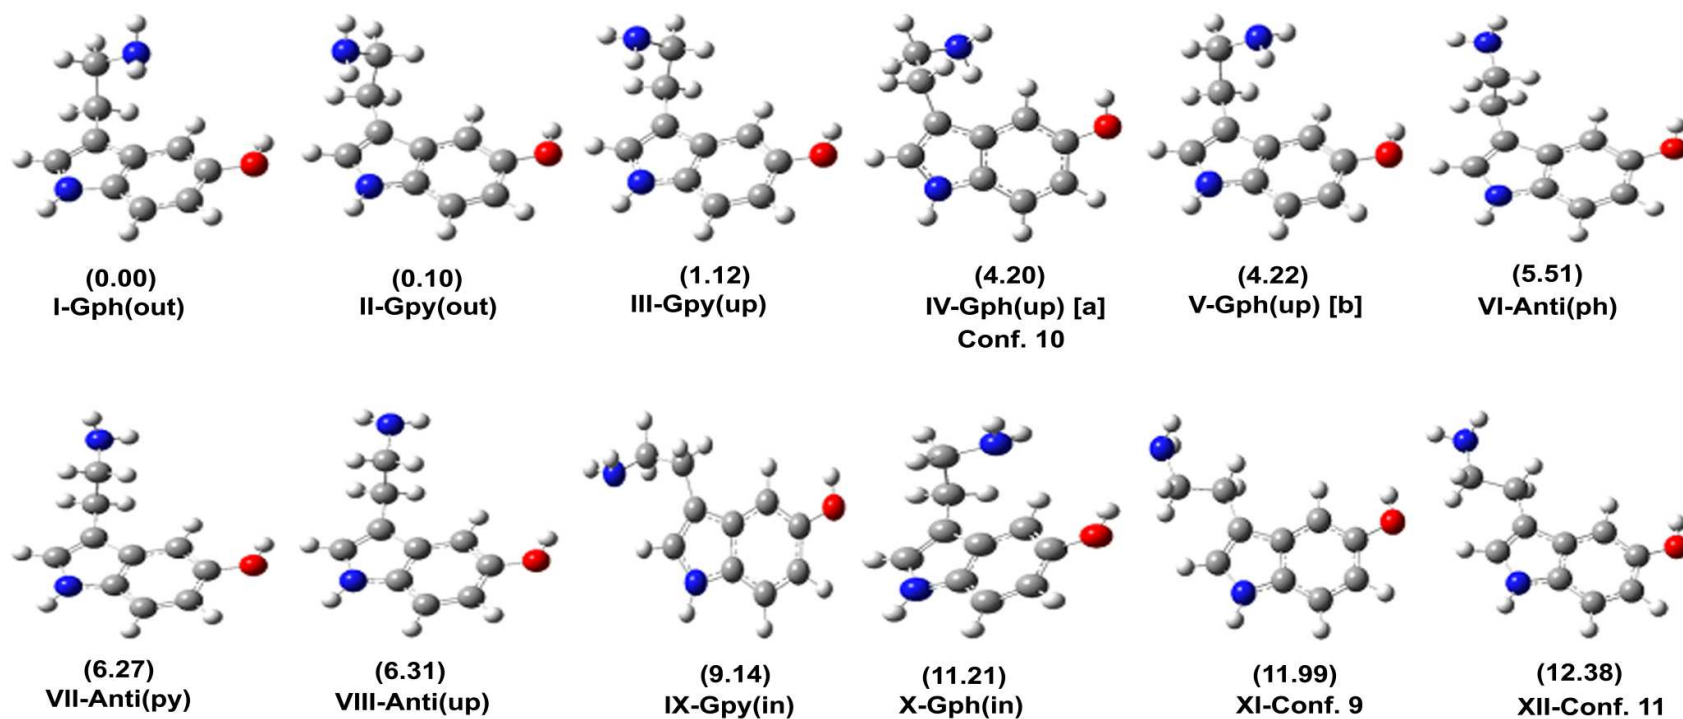 (0.00) (0.10) (1.12) (4.20) (4.22) (5.51)
I-Gph(out) II-Gpy(out) III-Gpy(up) IV-Gph(up) [a] V-Gph(up) [b] VI-Anti(ph)
Conf. 10
(6.27) (6.31) (9.14) (11.21) (11.99) (12.38)
VII-Anti(py) VIII-Anti(up) IX-Gpy(in) X-Gph(in) XI-Conf. 9 XII-Conf. 11